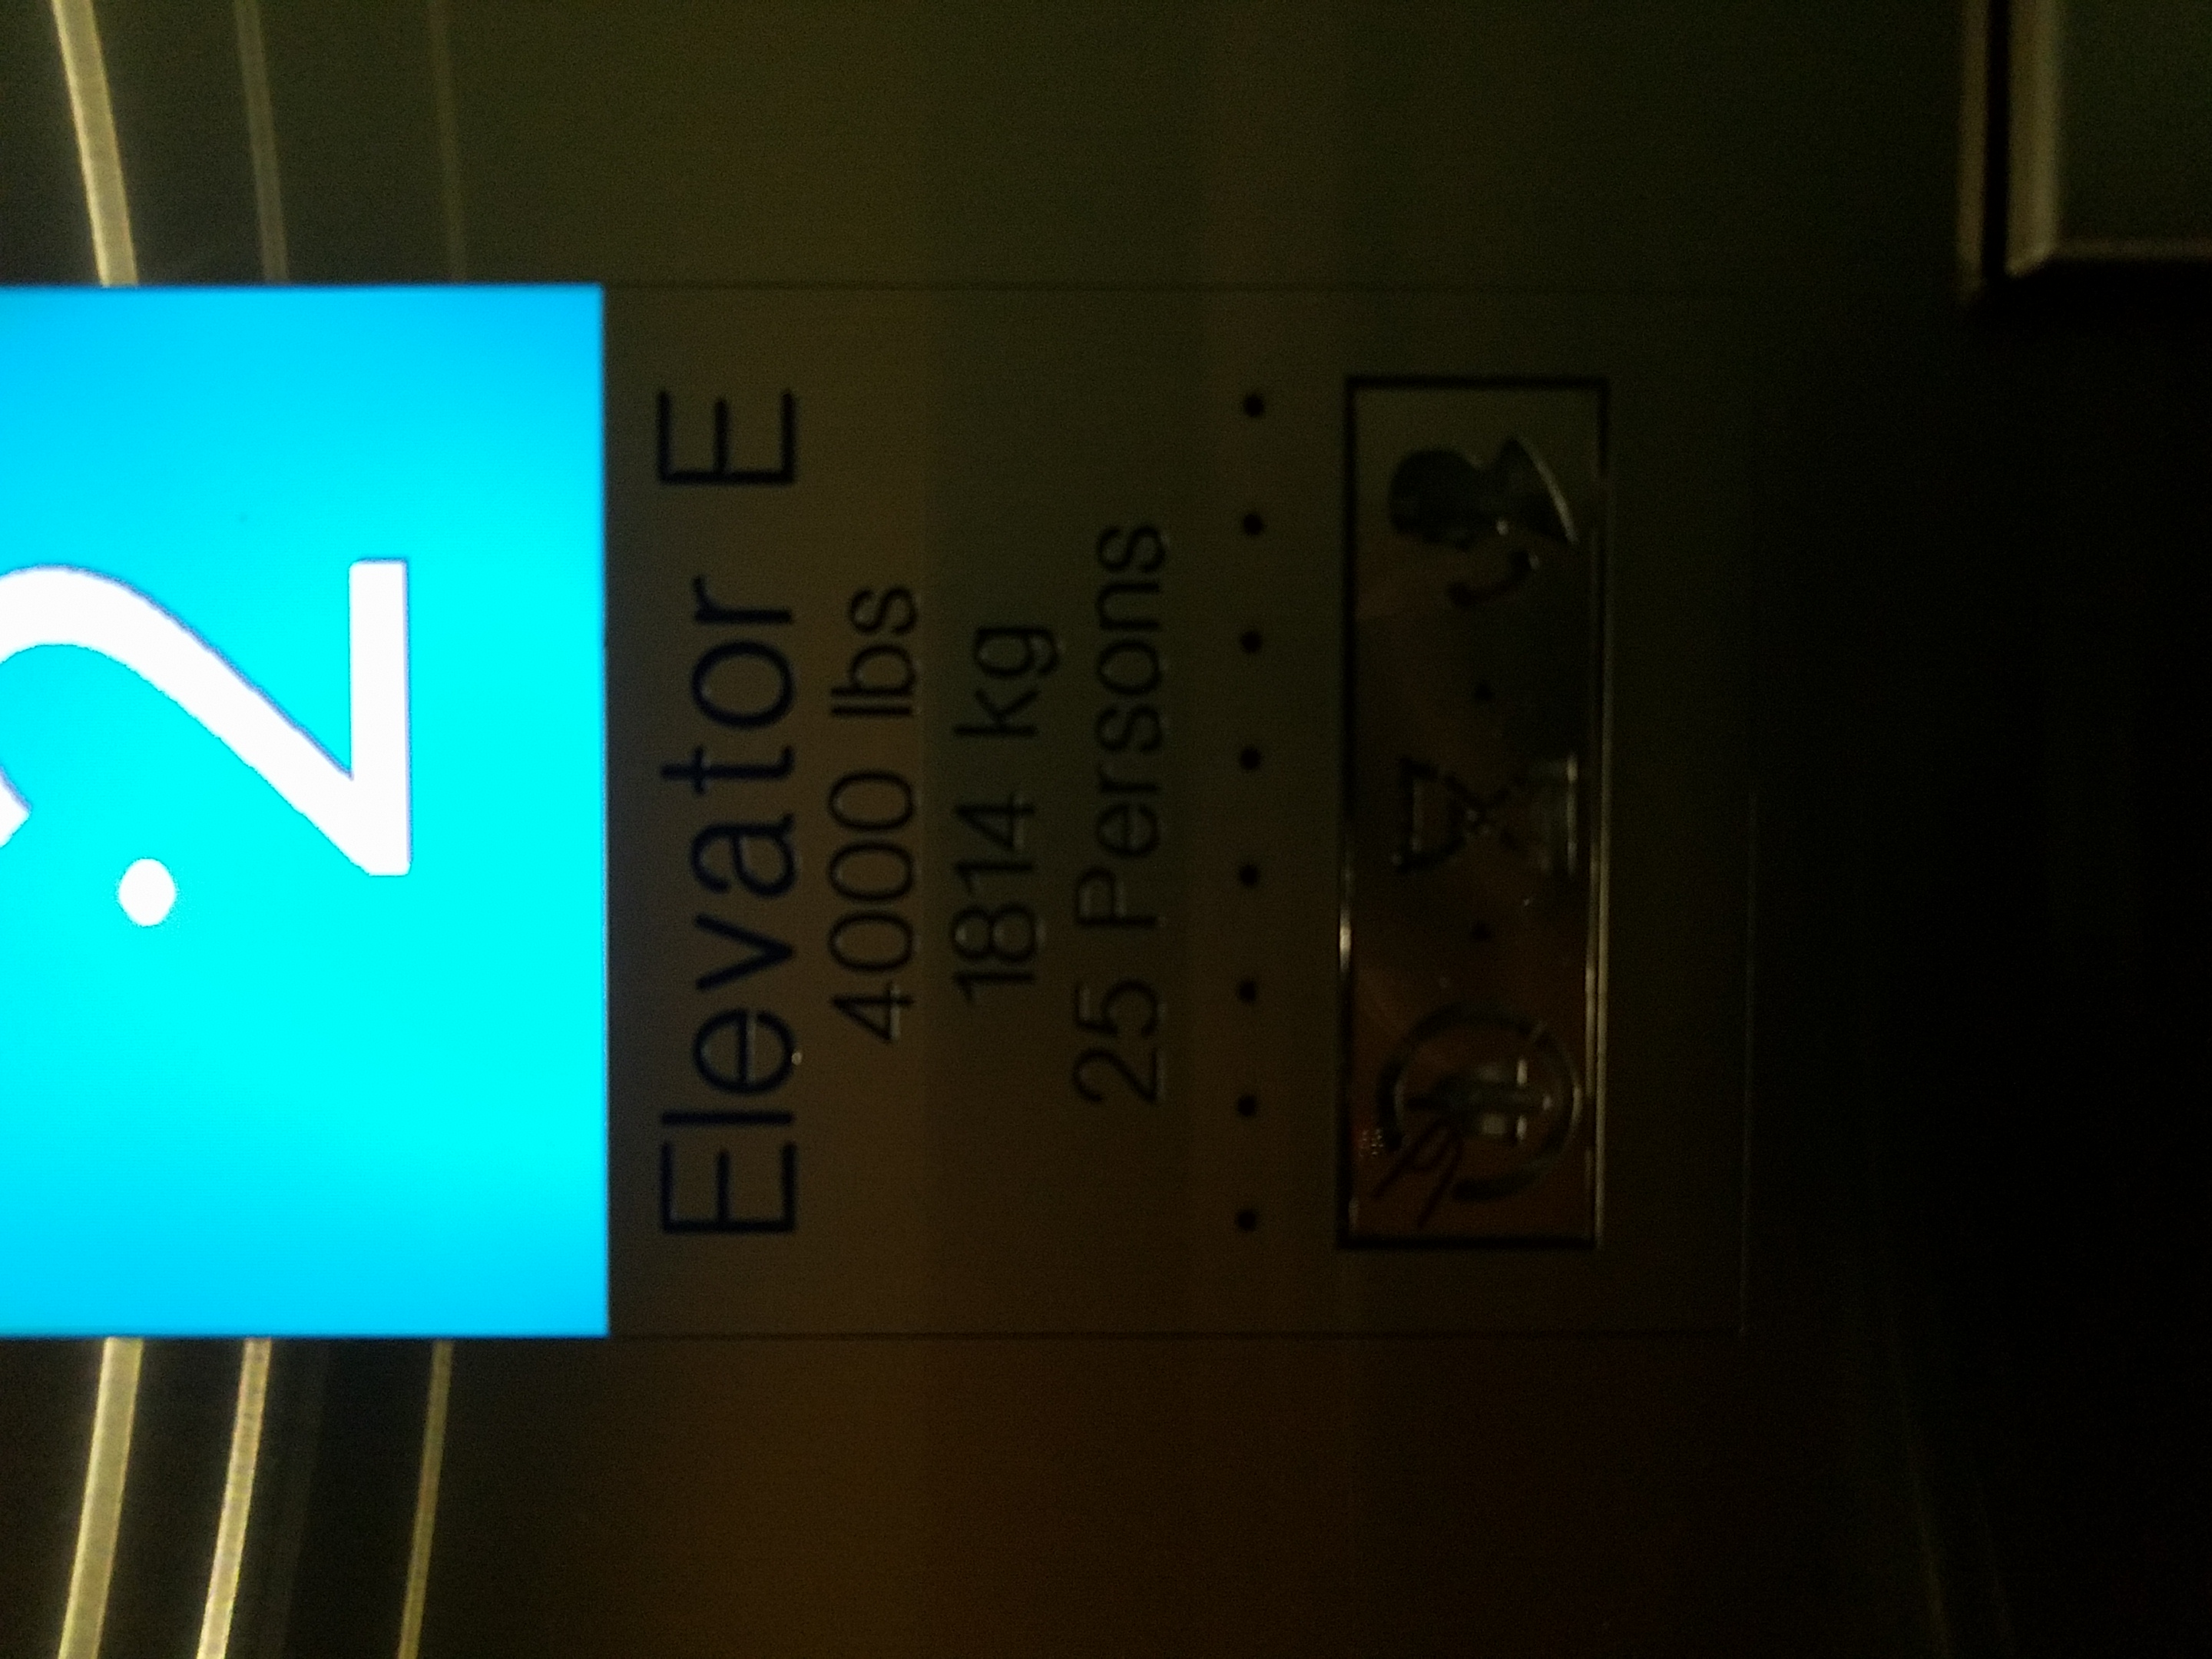 2
Elevator E
4000 lbs
1814 kg
25 Persons